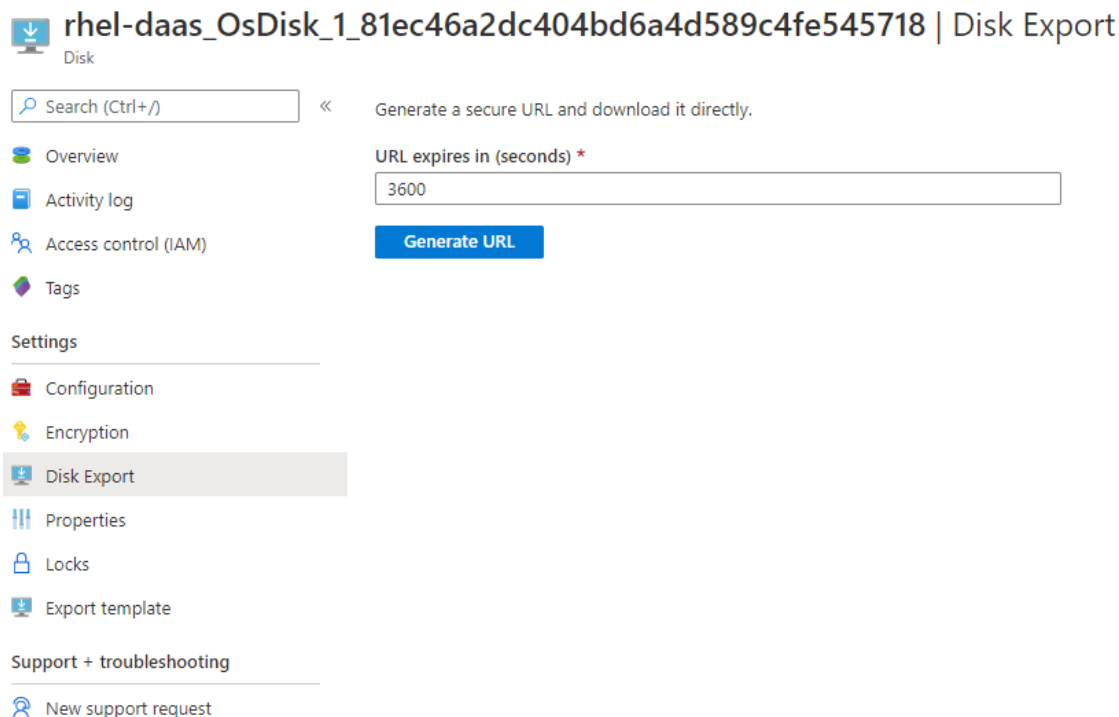 rhel-daas_OsDisk_1_81ec46a2dc404bd6a4d589c4fe545718 | Disk Export
Disk
Search (Ctrl+/)
«
Overview
Activity log
Access control (IAM)
Tags
Settings
Configuration
Encryption
Disk Export
Properties
Locks
Export template
Support + troubleshooting
New support request
Generate a secure URL and download it directly.
URL expires in (seconds) *
3600
Generate URL